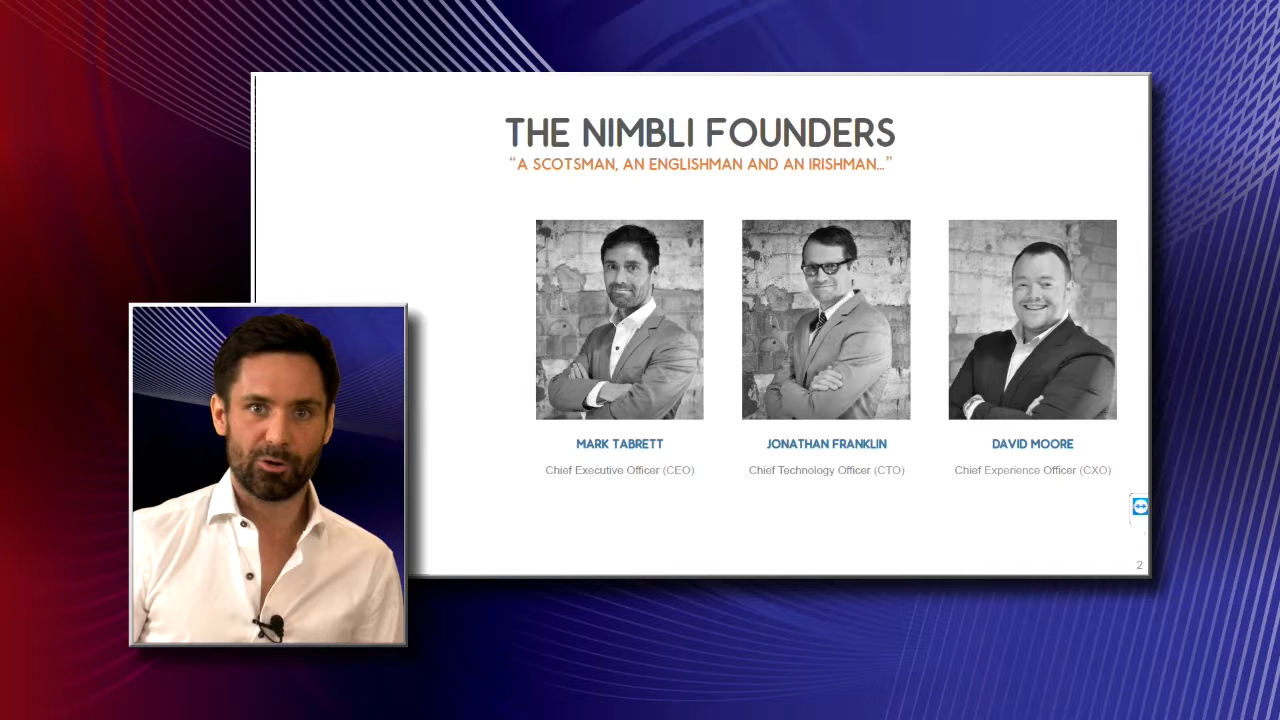 THE NIMBLI FOUNDERS
“A SCOTSMAN, AN ENGLISHMAN AND AN IRISHMAN...”
MARK TABRETT
JONATHAN FRANKLIN
DAVID MOORE
Chief Executive Officer (CEO)
Chief Technology Officer (CTO)
Chief Experience Officer (CXO)
2